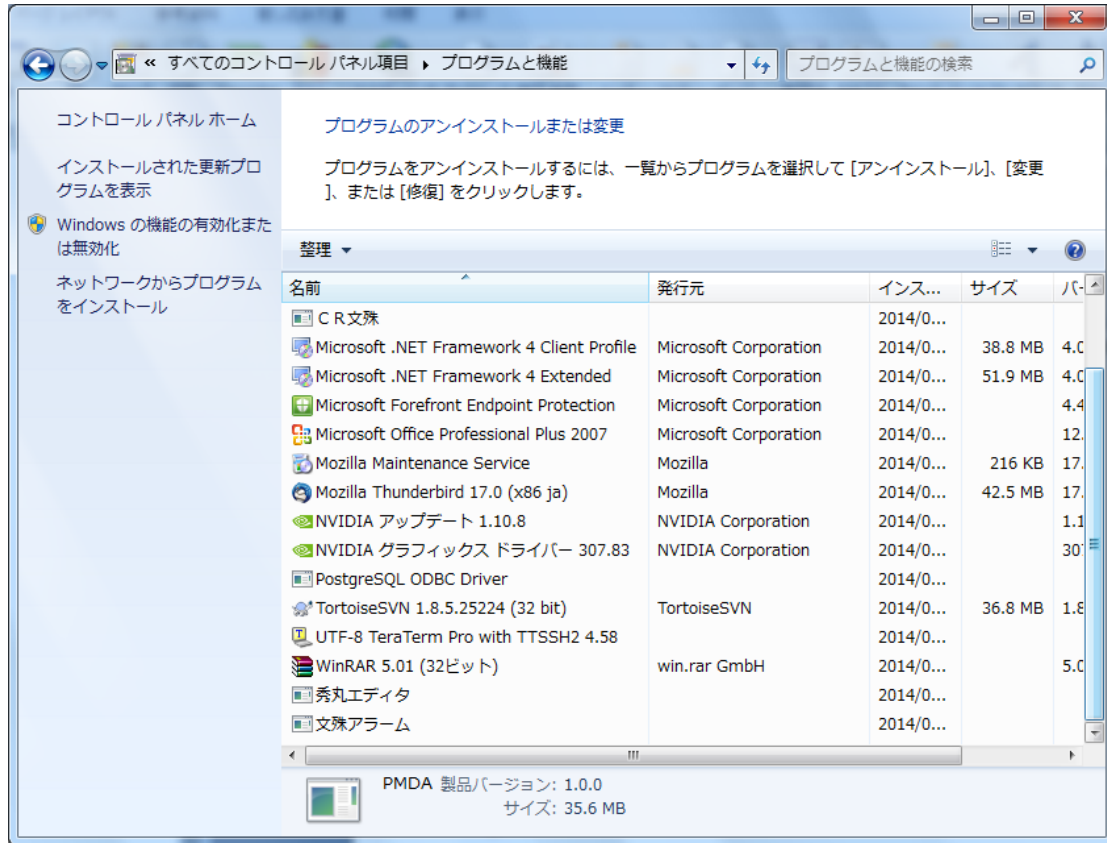 « すべてのコントロール パネル項目 ▸ プログラムと機能
プログラムと機能の検索
コントロール パネル ホーム
インストールされた更新プロ
グラムを表示
Windows の機能の有効化また
は無効化
ネットワークからプログラム
をインストール
プログラムのアンインストールまたは変更
プログラムをアンインストールするには、一覧からプログラムを選択して [アンインストール]、[変更
]、または [修復] をクリックします。
整理
名前 発行元 インス... サイズ バ-
ＣＲ文殊 2014/0...
Microsoft .NET Framework 4 Client Profile Microsoft Corporation 2014/0... 38.8 MB 4.0
Microsoft .NET Framework 4 Extended Microsoft Corporation 2014/0... 51.9 MB 4.0
Microsoft Forefront Endpoint Protection Microsoft Corporation 2014/0... 4.4
Microsoft Office Professional Plus 2007 Microsoft Corporation 2014/0... 12.
Mozilla Maintenance Service Mozilla 2014/0... 216 KB 17.
Mozilla Thunderbird 17.0 (x86 ja) Mozilla 2014/0... 42.5 MB 17.
NVIDIA アップデート 1.10.8 NVIDIA Corporation 2014/0... 1.1
NVIDIA グラフィックス ドライバー 307.83 NVIDIA Corporation 2014/0... 307
PostgreSQL ODBC Driver 2014/0...
TortoiseSVN 1.8.5.25224 (32 bit) TortoiseSVN 2014/0... 36.8 MB 1.8
UTF-8 TeraTerm Pro with TTSSH2 4.58 2014/0...
WinRAR 5.01 (32ビット) win.rar GmbH 2014/0... 5.0
秀丸エディタ 2014/0...
文殊アラーム 2014/0...
PMDA 製品バージョン: 1.0.0
サイズ: 35.6 MB